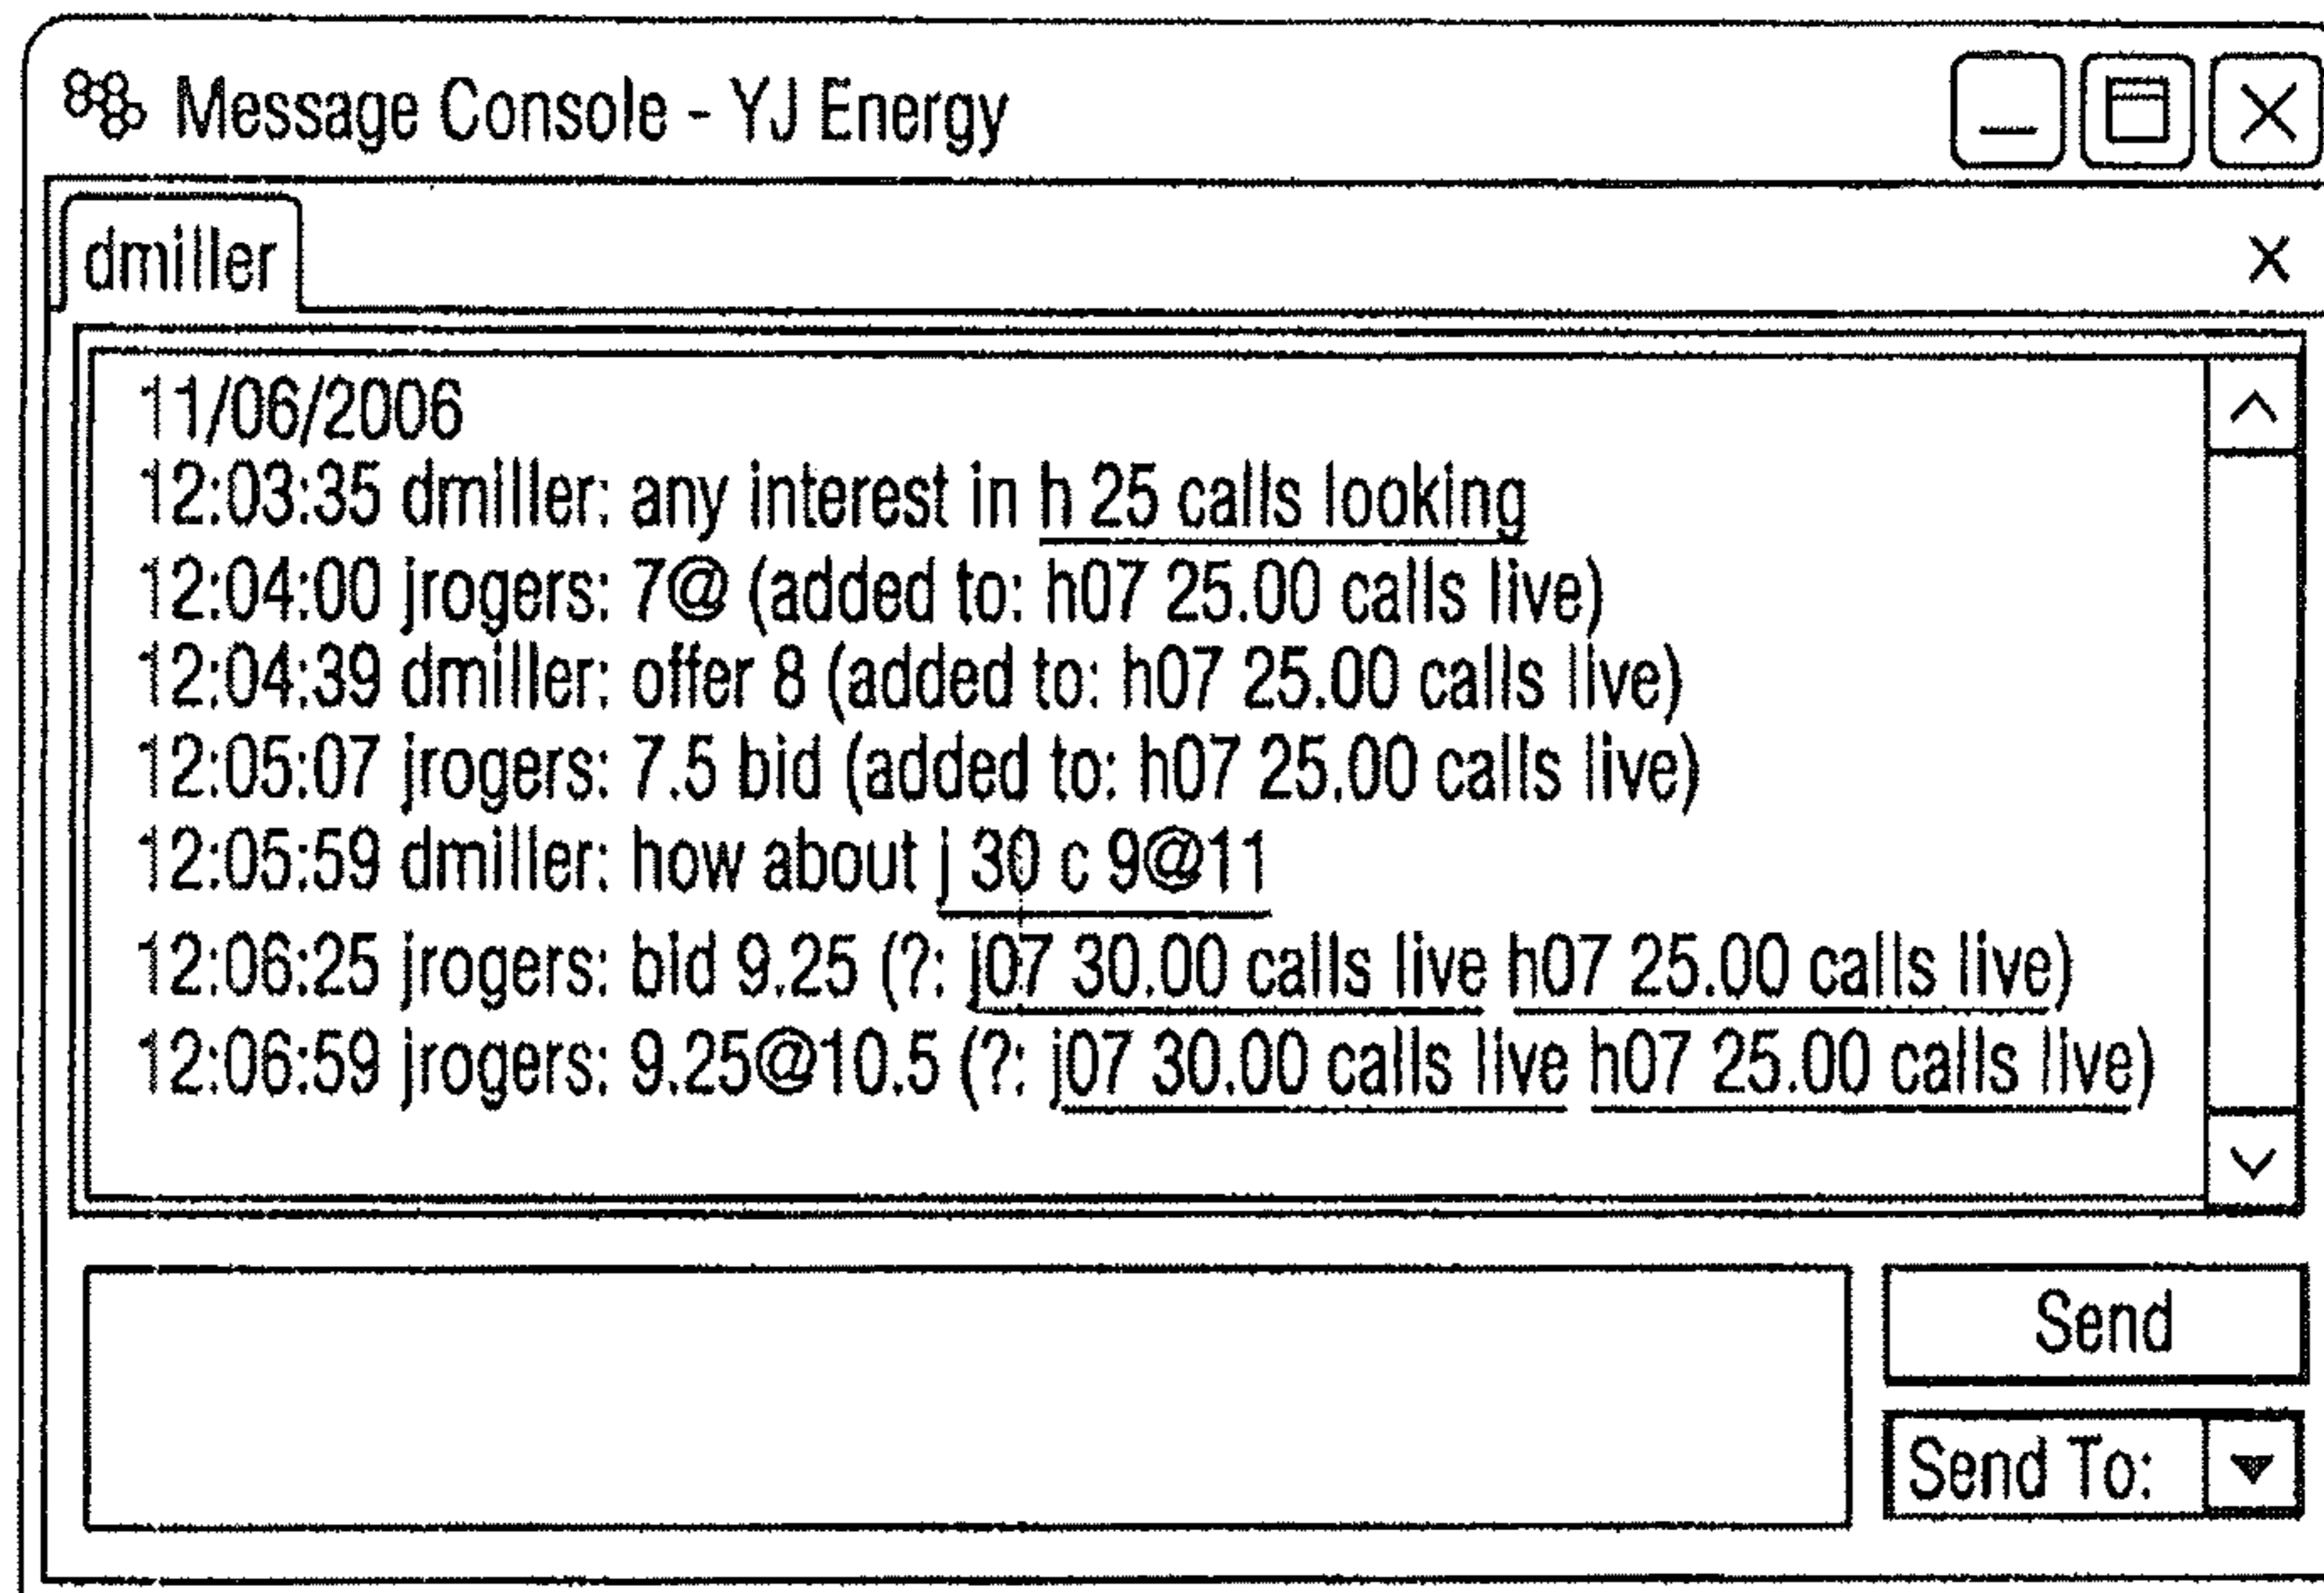 Message Console - YJ Energy
dmiller
11/06/2006
12:03:35 dmiller: any interest in h 25 calls looking
12:04:00 jrogers: 7@ (added to: h07 25.00 calls live)
12:04:39 dmiller: offer 8 (added to: h07 25.00 calls live)
12:05:07 jrogers: 7.5 bid (added to: h07 25.00 calls live)
12:05:59 dmiller: how about j 30 c 9@11
12:06:25 jrogers: bid 9.25 (?: j07 30.00 calls live h07 25.00 calls live)
12:06:59 jrogers: 9.25@10.5 (?: j07 30.00 calls live h07 25.00 calls live)
Send
Send To: